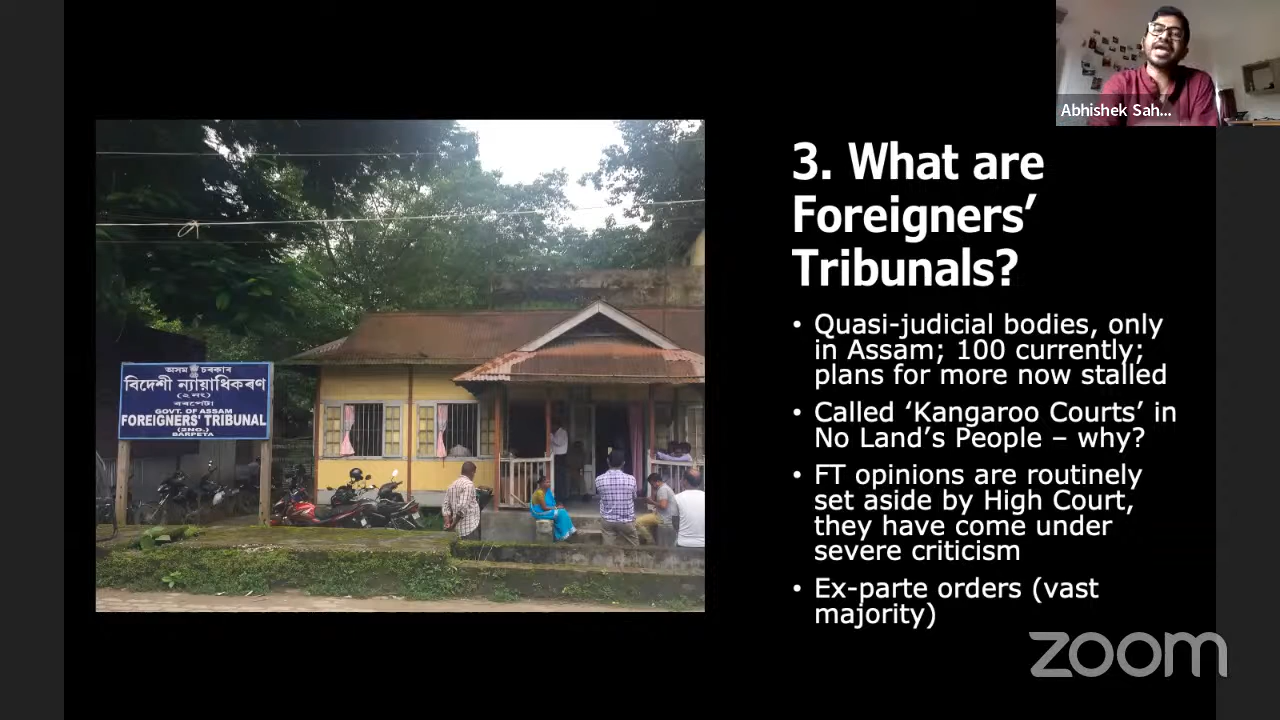 Abhishek Sah...
3. What are
Foreigners’
Tribunals?
• Quasi-judicial bodies, only
in Assam; 100 currently;
plans for more now stalled
• Called ‘Kangaroo Courts’ in
No Land’s People – why?
• FT opinions are routinely
set aside by High Court,
they have come under
severe criticism
• Ex-parte orders (vast
majority)
অসম চৰকাৰ
বিদেশী ন্যায়াধিকৰণ
(২নং)
বৰপেটা
GOVT. OF ASSAM
FOREIGNERS' TRIBUNAL
(2NO.)
BARPETA
zoom